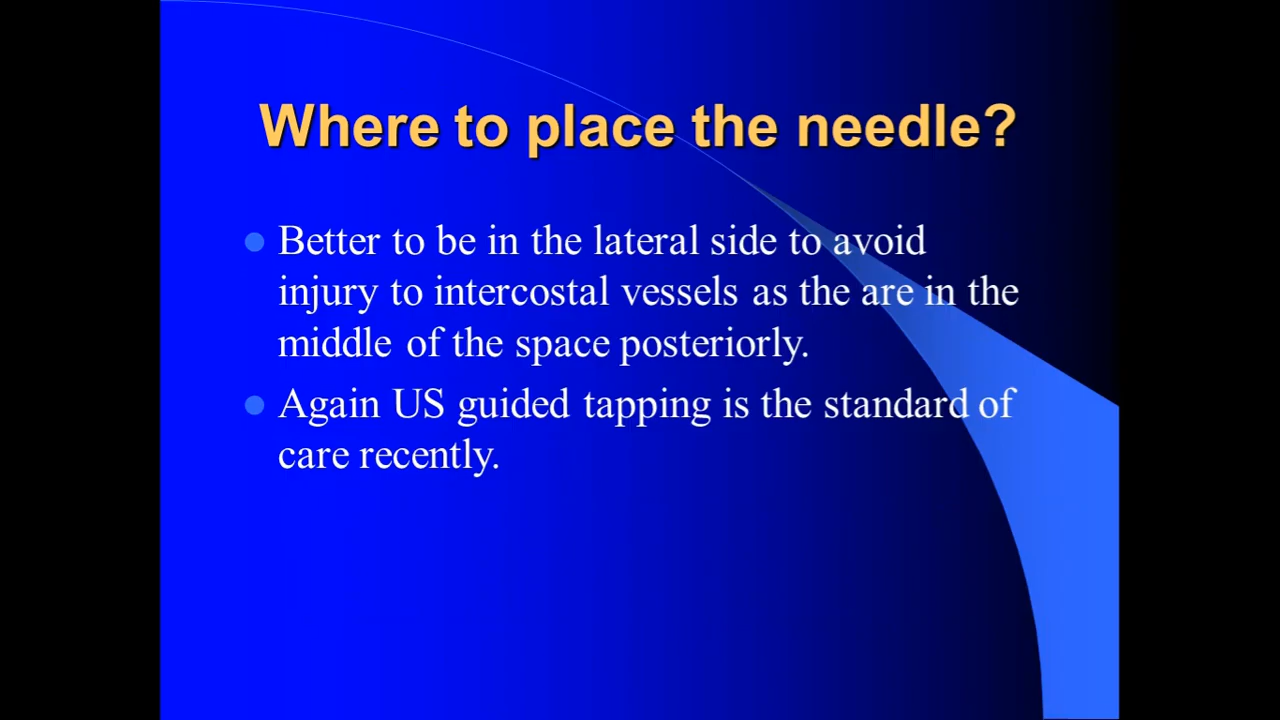 Where to place the needle?
Better to be in the lateral side to avoid
injury to intercostal vessels as the are in the
middle of the space posteriorly.
Again US guided tapping is the standard of
care recently.